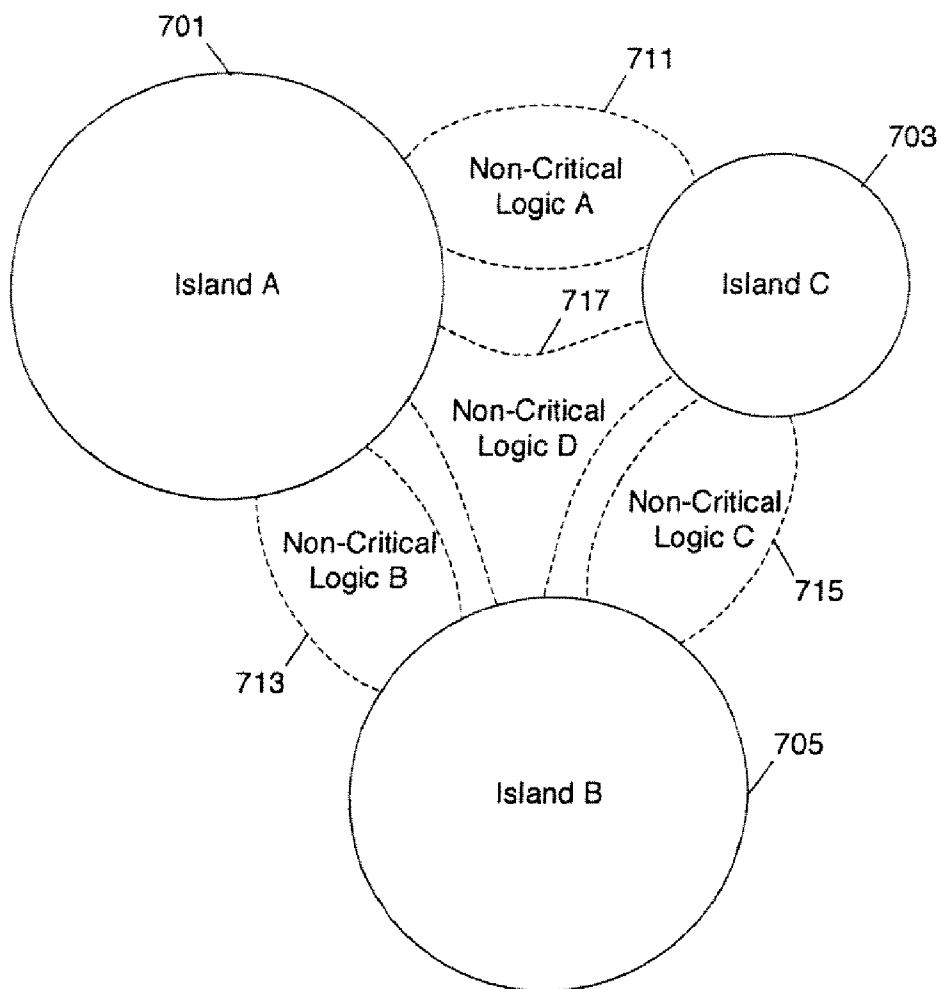 701
711
703
Non-Critical
Logic A
Island A
Island C
717
Non-Critical
Logic D
Non-Critical
Logic C
Non-Critical
Logic B
715
713
705
Island B